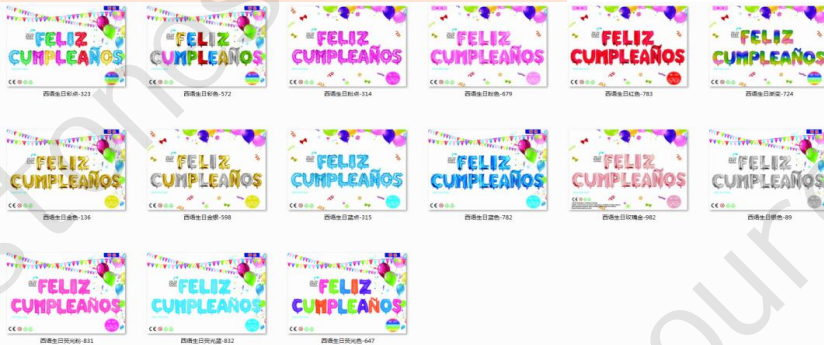 FELIZ
CUMPLEAÑOS
西语生日彩点-323
FELIZ
CUMPLEAÑOS
西语生日彩色-572
FELIZ
CUMPLEAÑOS
西语生日粉点-314
FELIZ
CUMPLEAÑOS
西语生日粉色-679
FELIZ
CUMPLEAÑOS
西语生日红色-783
FELIZ
CUMPLEAÑOS
西语生日渐变-724
FELIZ
CUMPLEAÑOS
西语生日金色-136
FELIZ
CUMPLEAÑOS
西语生日金银-598
FELIZ
CUMPLEAÑOS
西语生日蓝点-315
FELIZ
CUMPLEAÑOS
西语生日蓝色-782
FELIZ
CUMPLEAÑOS
西语生日玫瑰金-982
FELIZ
CUMPLEAÑOS
西语生日银色-89
FELIZ
CUMPLEAÑOS
西语生日荧光粉-831
FELIZ
CUMPLEAÑOS
西语生日荧光蓝-832
FELIZ
CUMPLEAÑOS
西语生日荧光色-647